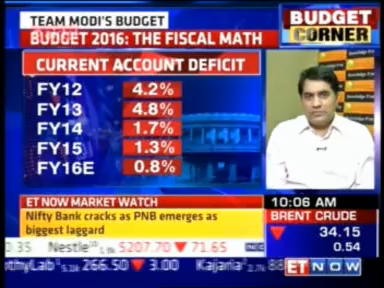 TEAM MODI'S BUDGET
BUDGET 2016: THE FISCAL MATH
BUDGET
CORNER
CURRENT ACCOUNT DEFICIT
FY12 4.2%
FY13 4.8%
FY14 1.7%
FY15 1.3%
FY16E 0.8%
ET NOW MARKET WATCH
Nifty Bank cracks as PNB emerges as
biggest laggard
10:06 AM
BRENT CRUDE
34.15
0.54
0.35 Nestle 5207.70 71.65
thyLab 266.50 3.00 Kajaria
ET NOW